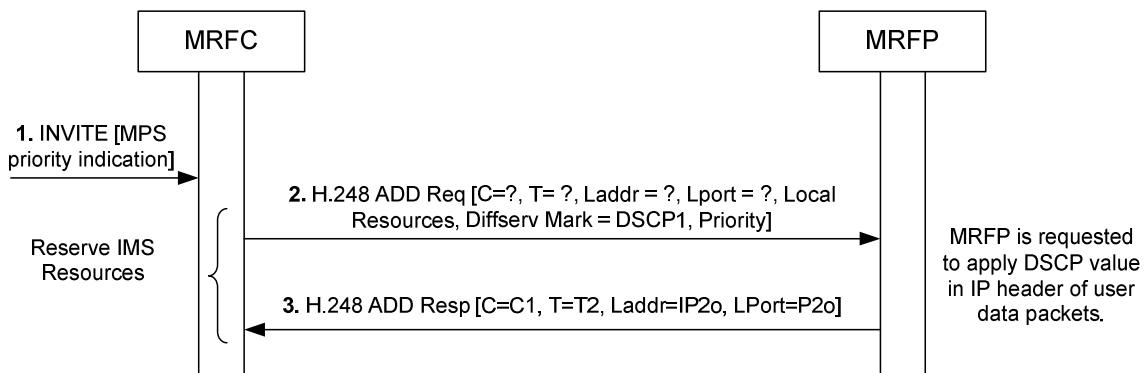 MRFC
MRFP
1. INVITE [MPS
priority indication]
2. H.248 ADD Req [C=?, T= ?, Laddr = ?, Lport = ?, Local
Resources, Diffserv Mark = DSCP1, Priority]
Reserve IMS
Resources
MRFP is requested
to apply DSCP value
in IP header of user
data packets.
3. H.248 ADD Resp [C=C1, T=T2, Laddr=IP2o, LPort=P2o]